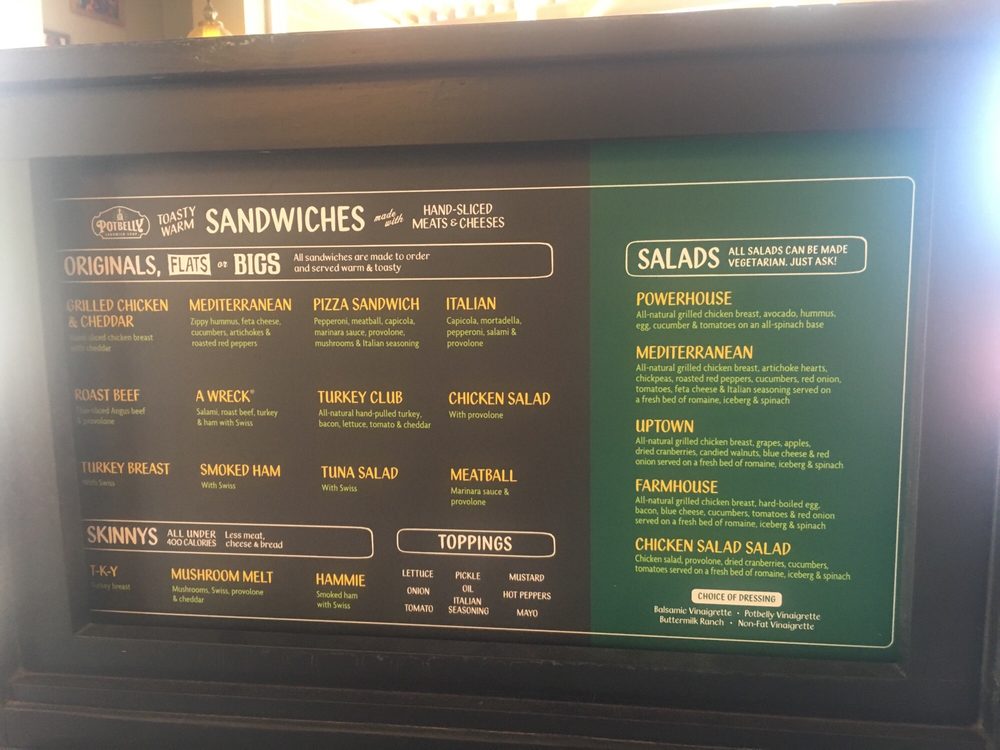 POTBELLY
SANDWICH SHOP
TOASTY
WARM
SANDWICHES
made
with
HAND-SLICED
MEATS & CHEESES
ORIGINALS, FLATS or BIGS
All sandwiches are made to order
and served warm & toasty
GRILLED CHICKEN
& CHEDDAR
sliced chicken breast
with cheddar
MEDITERRANEAN
Zippy hummus, feta cheese,
cucumbers, artichokes &
roasted red peppers
PIZZA SANDWICH
Pepperoni, meatball, capicola,
marinara sauce, provolone,
mushrooms & Italian seasoning
ITALIAN
Capicola, mortadella,
pepperoni, salami &
provolone
ROAST BEEF
sliced Angus beef
& provolone
A WRECK®
Salami, roast beef, turkey
& ham with Swiss
TURKEY CLUB
All-natural hand-pulled turkey,
bacon, lettuce, tomato & cheddar
CHICKEN SALAD
With provolone
TURKEY BREAST
With Swiss
SMOKED HAM
With Swiss
TUNA SALAD
With Swiss
MEATBALL
Marinara sauce &
provolone
SKINNYS
ALL UNDER
400 CALORIES
Less meat,
cheese & bread
T-K-Y
Turkey breast
MUSHROOM MELT
Mushrooms, Swiss, provolone
& cheddar
HAMMIE
Smoked ham
with Swiss
TOPPINGS
LETTUCE
ONION
TOMATO
PICKLE
OIL
ITALIAN
SEASONING
MUSTARD
HOT PEPPERS
MAYO
SALADS
ALL SALADS CAN BE MADE
VEGETARIAN. JUST ASK!
POWERHOUSE
All-natural grilled chicken breast, avocado, hummus,
egg, cucumber & tomatoes on an all-spinach base
MEDITERRANEAN
All-natural grilled chicken breast, artichoke hearts,
chickpeas, roasted red peppers, cucumbers, red onion,
tomatoes, feta cheese & Italian seasoning served on
a fresh bed of romaine, iceberg & spinach
UPTOWN
All-natural grilled chicken breast, grapes, apples,
dried cranberries, candied walnuts, blue cheese & red
onion served on a fresh bed of romaine, iceberg & spinach
FARMHOUSE
All-natural grilled chicken breast, hard-boiled egg,
bacon, blue cheese, cucumbers, tomatoes & red onion
served on a fresh bed of romaine, iceberg & spinach
CHICKEN SALAD SALAD
Chicken salad, provolone, dried cranberries, cucumbers,
tomatoes served on a fresh bed of romaine, iceberg & spinach
CHOICE OF DRESSING
Balsamic Vinaigrette • Potbelly Vinaigrette
Buttermilk Ranch • Non-Fat Vinaigrette